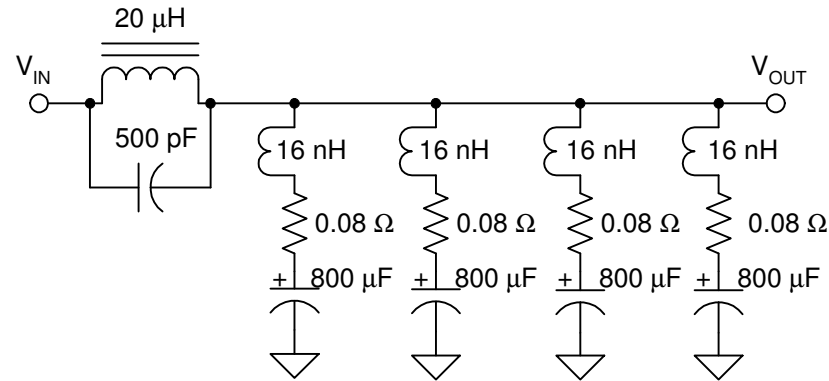 20 μH
V_IN
V_OUT
500 pF
16 nH 16 nH 16 nH 16 nH
0.08 Ω 0.08 Ω 0.08 Ω 0.08 Ω
+ 800 μF + 800 μF + 800 μF + 800 μF